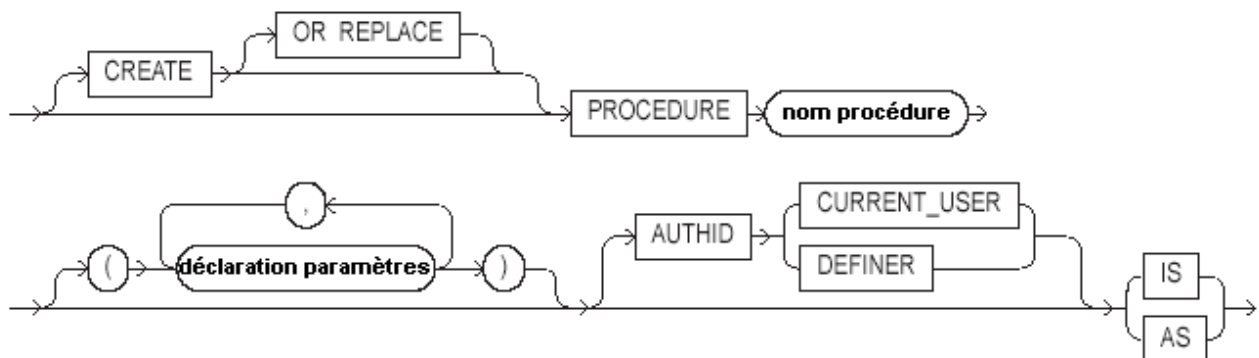 OR REPLACE
CREATE
PROCEDURE nom procédure
,
CURRENT_USER
AUTHID
( déclaration paramètres )
DEFINER
IS
AS